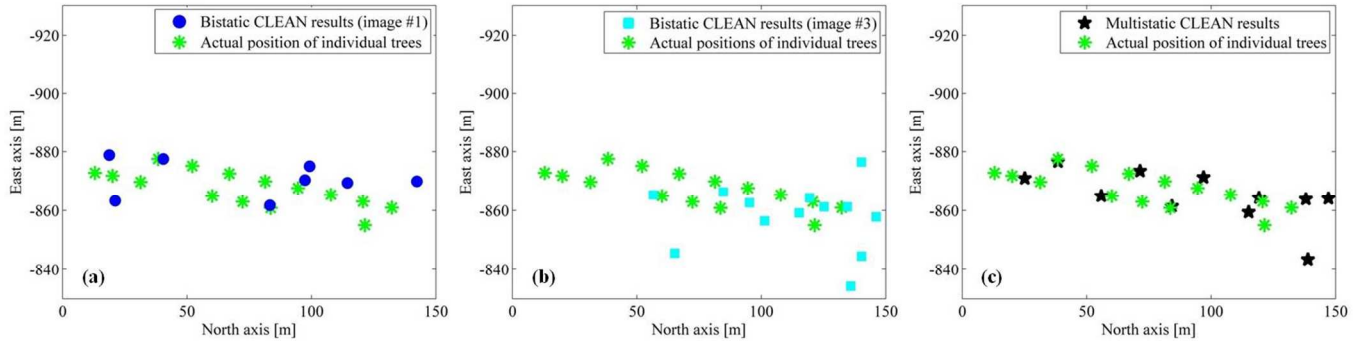 Bistatic CLEAN results (image #1)
Actual position of individual trees
-920
-900
-880
-860
-840
East axis [m]
(a)
0
50
100
150
North axis [m]
Bistatic CLEAN results (image #3)
Actual positions of individual trees
-920
-900
-880
-860
-840
East axis [m]
(b)
0
50
100
150
North axis [m]
Multistatic CLEAN results
Actual position of individual trees
-920
-900
-880
-860
-840
East axis [m]
(c)
0
50
100
150
North axis [m]